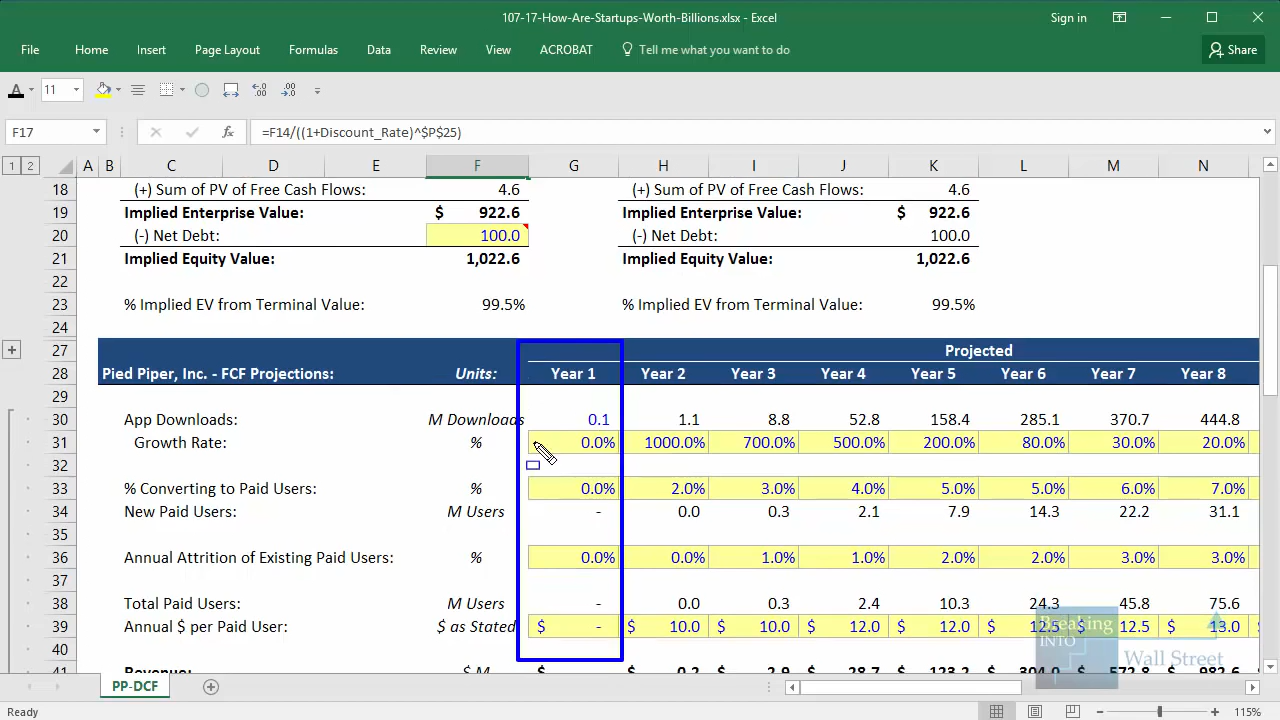 107-17-How-Are-Startups-Worth-Billions.xlsx - Excel Sign in
File Home Insert Page Layout Formulas Data Review View ACROBAT Tell me what you want to do Share
A 11
F17 fx =F14/((1+Discount_Rate)^$P$25)
1 2 A B C D E F G H I J K L M N
18 (+) Sum of PV of Free Cash Flows: 4.6 (+) Sum of PV of Free Cash Flows: 4.6
19 Implied Enterprise Value: $ 922.6 Implied Enterprise Value: $ 922.6
20 (-) Net Debt: 100.0 (-) Net Debt: 100.0
21 Implied Equity Value: 1,022.6 Implied Equity Value: 1,022.6
22
23 % Implied EV from Terminal Value: 99.5% % Implied EV from Terminal Value: 99.5%
24
27 Projected
28 Pied Piper, Inc. - FCF Projections: Units: Year 1 Year 2 Year 3 Year 4 Year 5 Year 6 Year 7 Year 8
29
30 App Downloads: M Downloads 0.1 1.1 8.8 52.8 158.4 285.1 370.7 444.8
31 Growth Rate: % 0.0% 1000.0% 700.0% 500.0% 200.0% 80.0% 30.0% 20.0%
32
33 % Converting to Paid Users: % 0.0% 2.0% 3.0% 4.0% 5.0% 5.0% 6.0% 7.0%
34 New Paid Users: M Users - 0.0 0.3 2.1 7.9 14.3 22.2 31.1
35
36 Annual Attrition of Existing Paid Users: % 0.0% 0.0% 1.0% 1.0% 2.0% 2.0% 3.0% 3.0%
37
38 Total Paid Users: M Users - 0.0 0.3 2.4 10.3 24.3 45.8 75.6
39 Annual $ per Paid User: $ as Stated $ - $ 10.0 $ 10.0 $ 12.0 $ 12.0 $ 12.5 $ 12.5 $ 13.0
40
41 Revenue: $ M $ - $ 0.2 $ 2.9 $ 28.7 $ 123.2 $ 304.0 $ 572.8 $ 982.6
Breaking
INTO
Wall Street
PP-DCF
Ready 115%